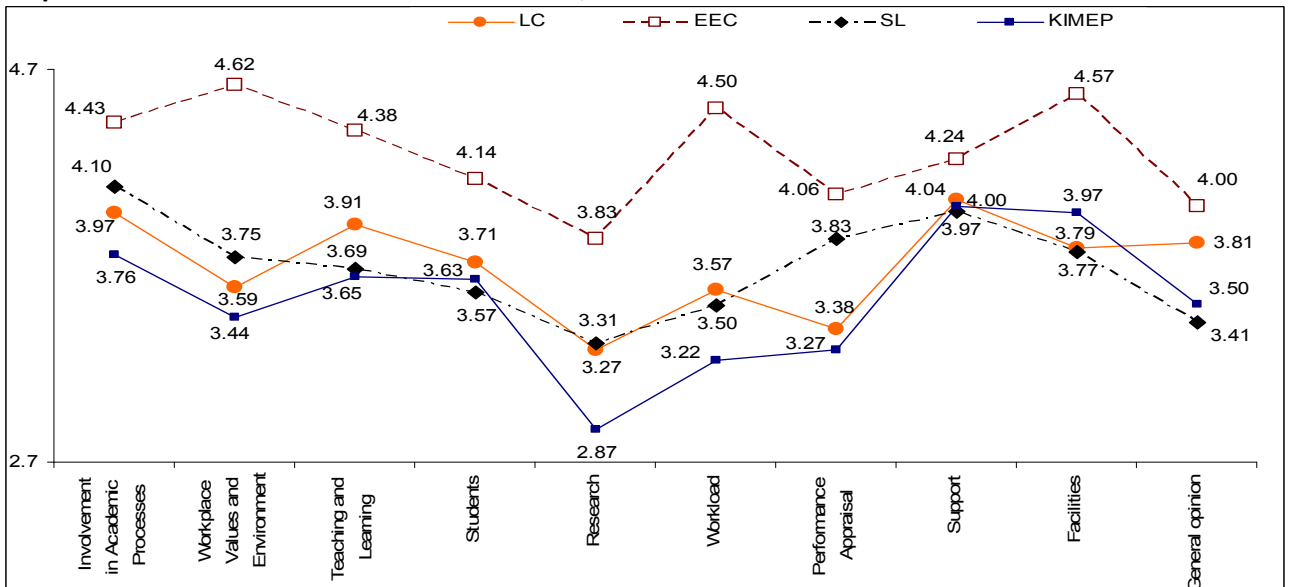 LC EEC SL KIMEP
4.7
4.62
4.57
4.50
4.43
4.38
4.24
4.14
4.10
4.06
4.04
4.00
4.00
3.97
3.91
3.83
3.97
3.83
3.97
3.81
3.76
3.75
3.69
3.71
3.79
3.77
3.59
3.65
3.63
3.57
3.57
3.50
3.50
3.44
3.31
3.38
3.41
3.27
3.22
3.27
2.87
2.7
Involvement
in Academic
Processes
Workplace
Values and
Environment
Teaching and
Learning
Students
Research
Workload
Performance
Appraisal
Support
Facilities
General opinion